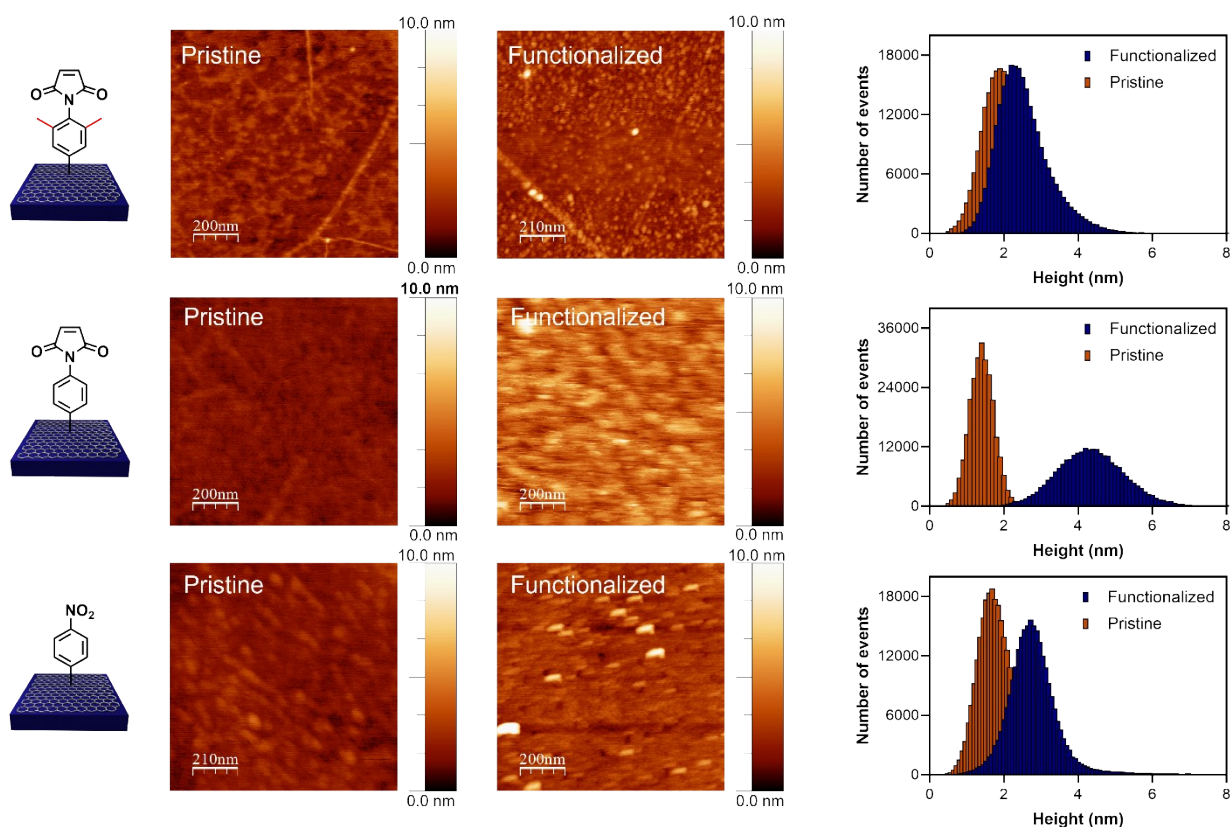 10.0 nm
Pristine
200nm
0.0 nm
10.0 nm
Functionalized
210nm
0.0 nm
O
N
O
Number of events
18000
12000
6000
0
Functionalized
Pristine
0
2
4
6
8
Height (nm)
10.0 nm
Pristine
200nm
0.0 nm
10.0 nm
Functionalized
200nm
0.0 nm
O
N
O
Number of events
36000
24000
12000
0
Functionalized
Pristine
0
2
4
6
8
Height (nm)
10.0 nm
Pristine
210nm
0.0 nm
10.0 nm
Functionalized
200nm
0.0 nm
NO2
Number of events
18000
12000
6000
0
Functionalized
Pristine
0
2
4
6
8
Height (nm)